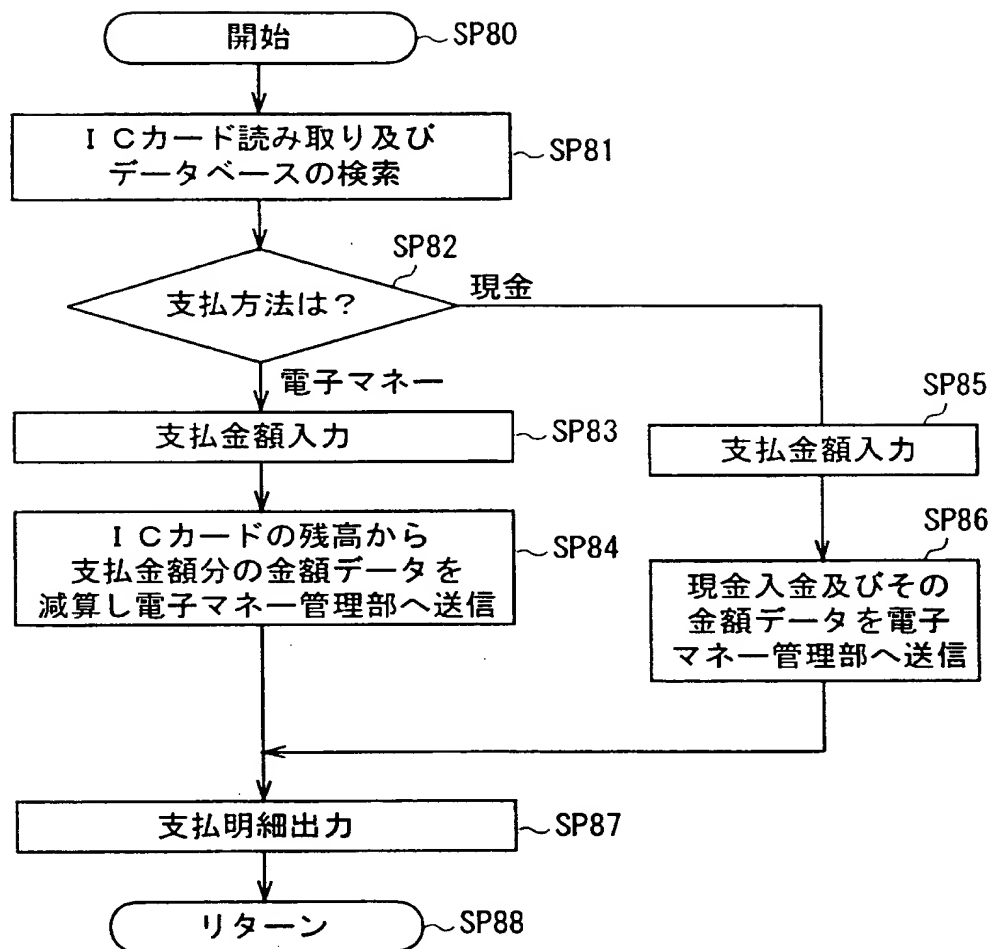 開始
SP80
ICカード読み取り及び
データベースの検索
SP81
SP82
支払方法は?
現金
電子マネー
支払金額入力
SP83
ICカードの残高から
支払金額分の金額データを
減算し電子マネー管理部へ送信
SP84
SP85
支払金額入力
SP86
現金入金及びその
金額データを電子
マネー管理部へ送信
支払明細出力
SP87
リターン
SP88